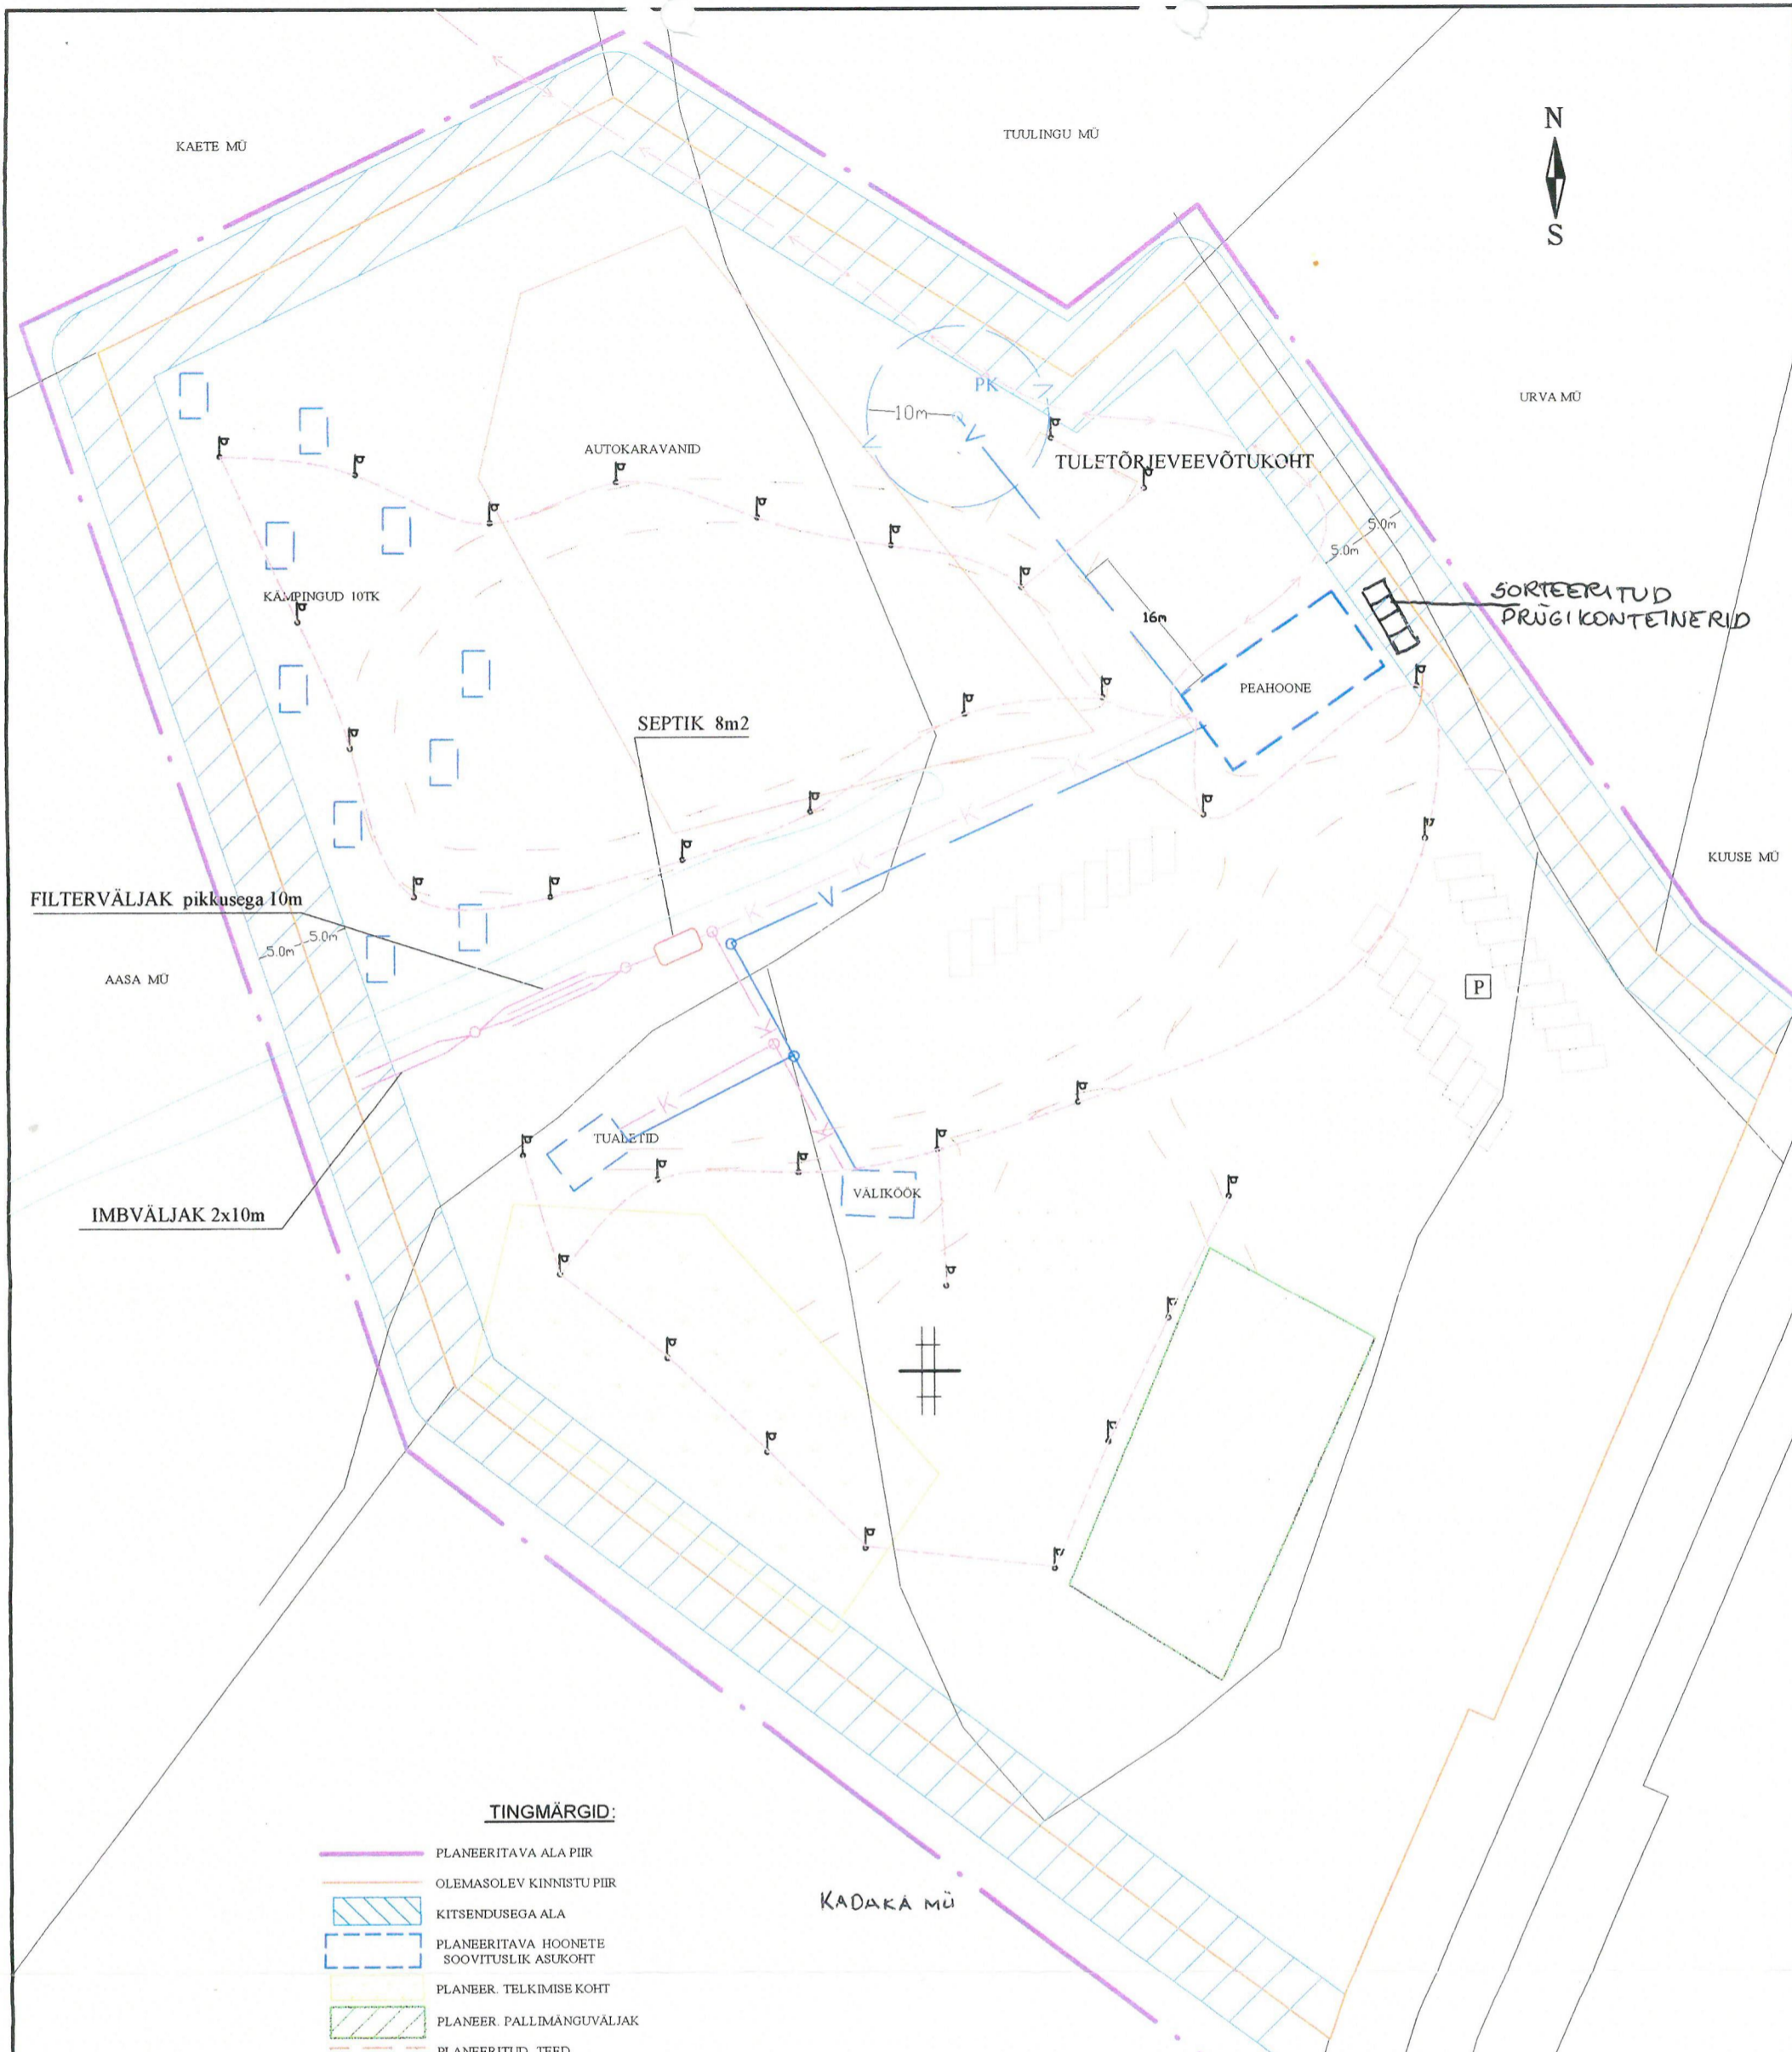 N
TUULINGU MÜ
KAETE MÜ
S
PK
URVA MÜ
10m
AUTOKARAVANID
V
TULETÕRJEVEEVÕTUKOHT
5.0m
5.0m
SORTEERITUD
PRÜGIKONTEINERID
KÄMPINGUD 10TK
16m
PEAHOONE
SEPTIK 8m2
K
K
K
KUUSE MÜ
V
K
FILTERVÄLJAK pikkusega 10m
5.0m
5.0m
AASA MÜ
P
K
K
TUALETID
K
VÄLIKÖÖK
IMBVÄLJAK 2x10m
TINGMÄRGID:
PLANEERITAVA ALA PIIR
OLEMASOLEV KINNISTU PIIR
KADAKA MÜ
KITSENDUSEGA ALA
PLANEERITAVA HOONETE
SOOVITUSLIK ASUKOHT
PLANEER. TELKIMISE KOHT
PLANEER. PALLIMÄNGUVÄLJAK
PLANEERITUD TEED